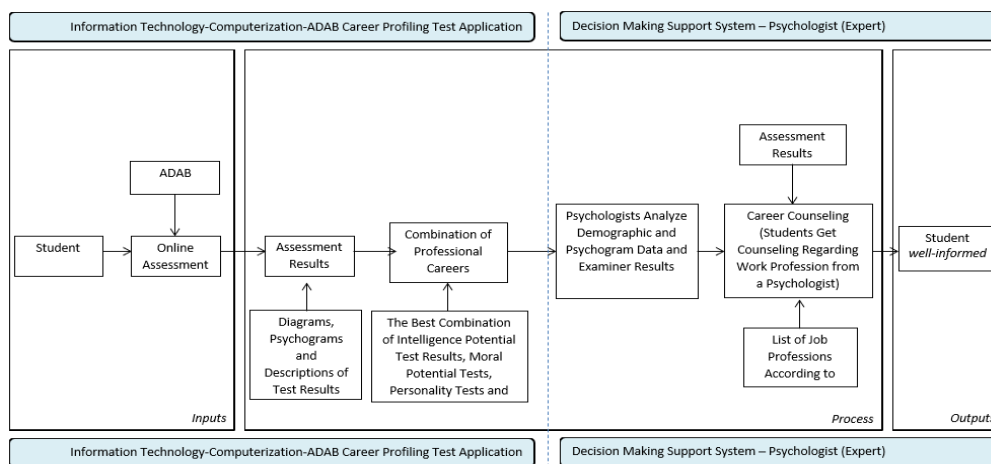 Information Technology-Computerization-ADAB Career Profiling Test Application
Decision Making Support System – Psychologist (Expert)
ADAB
Student
Online
Assessment
Assessment
Results
Combination of
Professional
Careers
Diagrams,
Psychograms
and
Descriptions of
Test Results
The Best Combination
of Intelligence Potential
Test Results, Moral
Potential Tests,
Personality Tests and
Psychologists Analyze
Demographic and
Psychogram Data and
Examiner Results
Assessment
Results
Career Counseling
(Students Get
Counseling Regarding
Work Profession from
a Psychologist)
List of Job
Professions
According to
Student
well-informed
Inputs
Process
Outputs
Information Technology-Computerization-ADAB Career Profiling Test Application
Decision Making Support System – Psychologist (Expert)